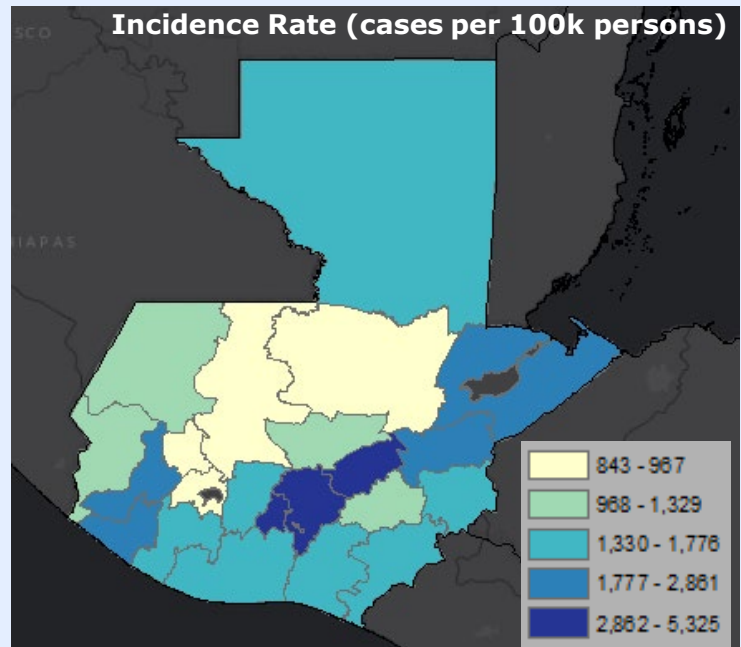 Incidence Rate (cases per 100k persons)
SCO
IAPAS
843 - 967
968 - 1,329
1,330 - 1,776
1,777 - 2,861
2,862 - 5,325